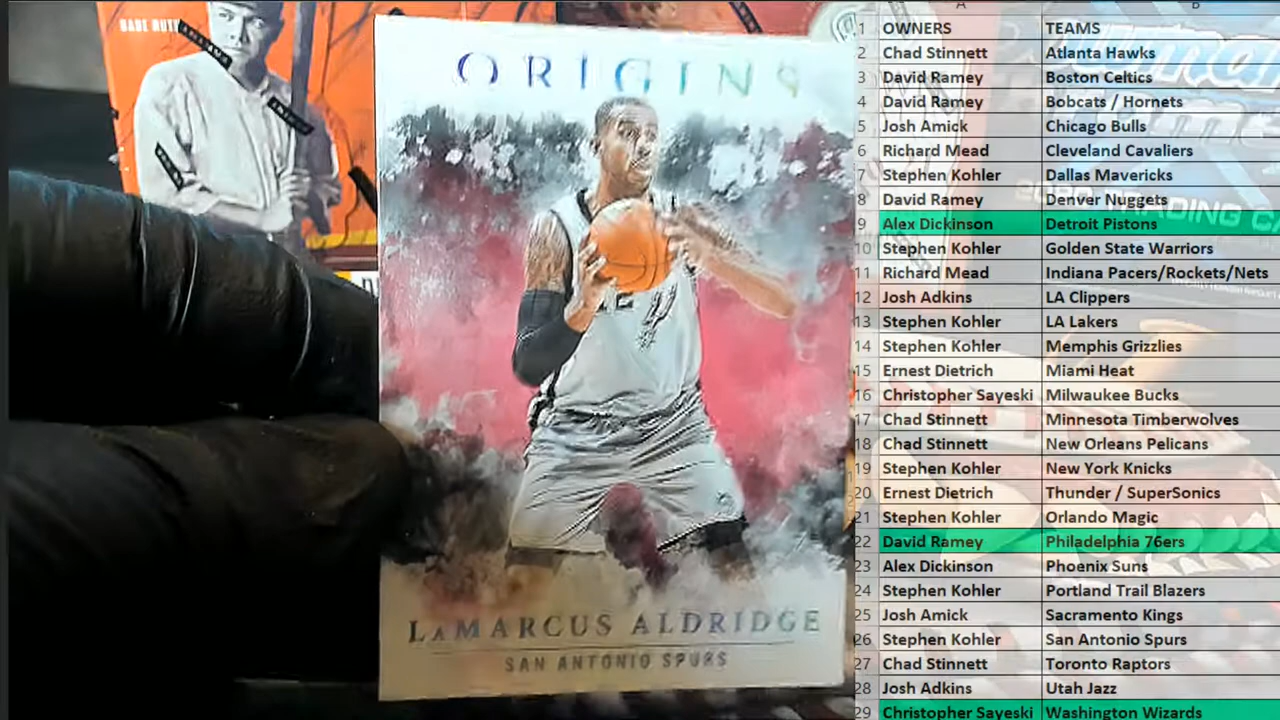 BABE RUTH
ORIGINS
LAMARCUS ALDRIDGE
SAN ANTONIO SPURS
A B
1 OWNERS TEAMS
2 Chad Stinnett Atlanta Hawks
3 David Ramey Boston Celtics
4 David Ramey Bobcats / Hornets
5 Josh Amick Chicago Bulls
6 Richard Mead Cleveland Cavaliers
7 Stephen Kohler Dallas Mavericks
8 David Ramey Denver Nuggets
9 Alex Dickinson Detroit Pistons
10 Stephen Kohler Golden State Warriors
11 Richard Mead Indiana Pacers/Rockets/Nets
12 Josh Adkins LA Clippers
13 Stephen Kohler LA Lakers
14 Stephen Kohler Memphis Grizzlies
15 Ernest Dietrich Miami Heat
16 Christopher Sayeski Milwaukee Bucks
17 Chad Stinnett Minnesota Timberwolves
18 Chad Stinnett New Orleans Pelicans
19 Stephen Kohler New York Knicks
20 Ernest Dietrich Thunder / SuperSonics
21 Stephen Kohler Orlando Magic
22 David Ramey Philadelphia 76ers
23 Alex Dickinson Phoenix Suns
24 Stephen Kohler Portland Trail Blazers
25 Josh Amick Sacramento Kings
26 Stephen Kohler San Antonio Spurs
27 Chad Stinnett Toronto Raptors
28 Josh Adkins Utah Jazz
29 Christopher Sayeski Washington Wizards